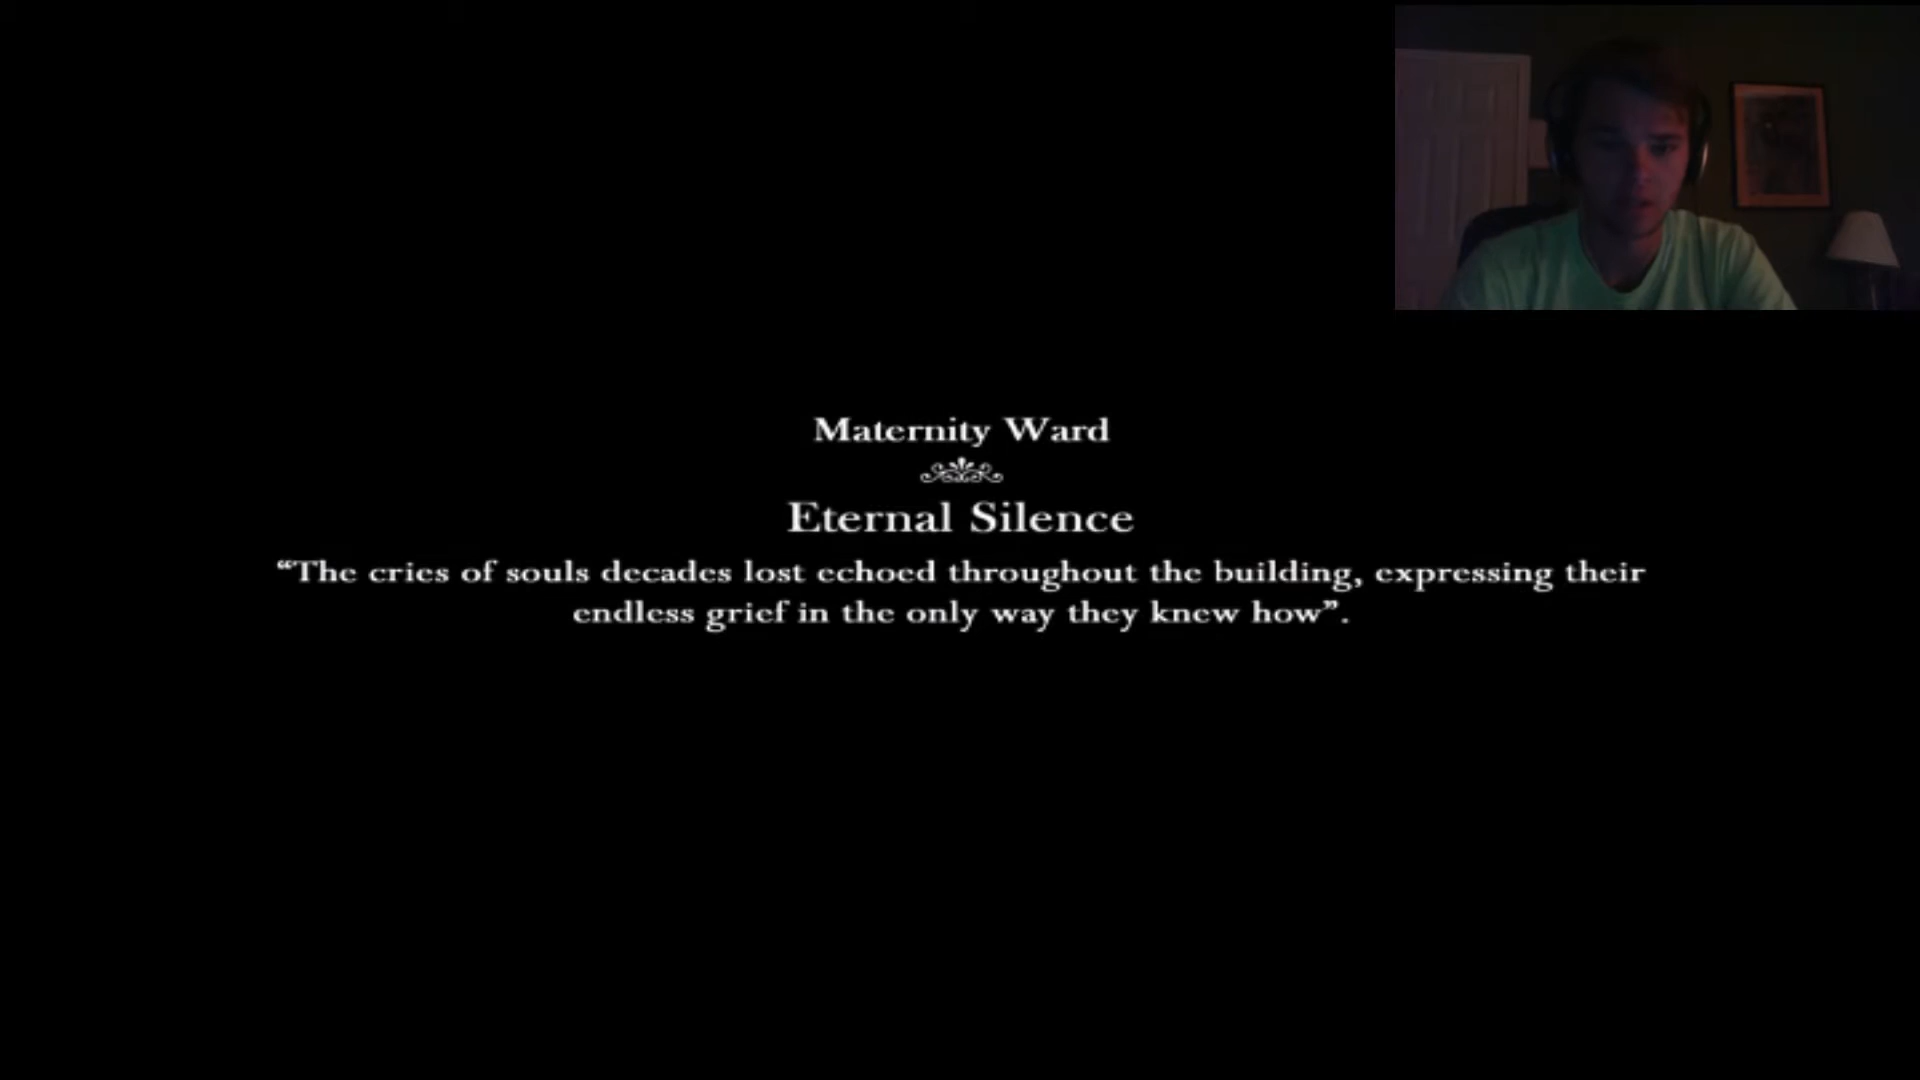 Maternity Ward
Eternal Silence
“The cries of souls decades lost echoed throughout the building, expressing their
endless grief in the only way they knew how”.